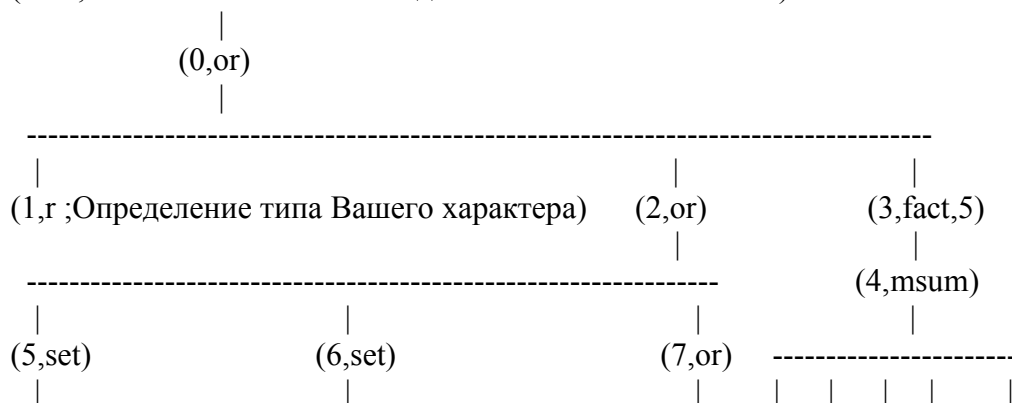 (0,or)
(1,r ;Определение типа Вашего характера) (2,or) (3,fact,5)
(4,msum)
(5,set) (6,set) (7,or)